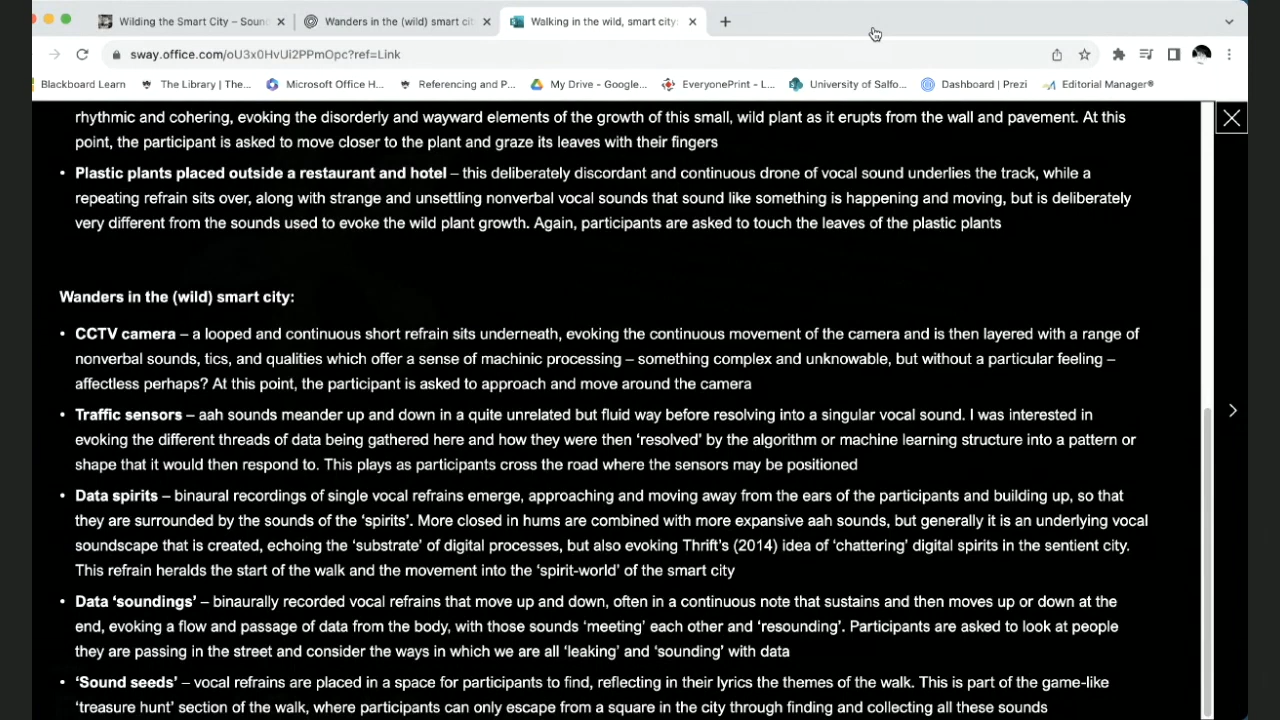 Wilding the Smart City – Soun
Wanders in the (wild) smart cit
Walking in the wild, smart city:
sway.office.com/oU3x0HvUi2PPmOpc?ref=Link
Blackboard Learn
The Library | The...
Microsoft Office H...
Referencing and P...
My Drive - Google...
EveryonePrint - L...
University of Salfo...
Dashboard | Prezi
Editorial Manager®
rhythmic and cohering, evoking the disorderly and wayward elements of the growth of this small, wild plant as it erupts from the wall and pavement. At this
point, the participant is asked to move closer to the plant and graze its leaves with their fingers
• Plastic plants placed outside a restaurant and hotel – this deliberately discordant and continuous drone of vocal sound underlies the track, while a
repeating refrain sits over, along with strange and unsettling nonverbal vocal sounds that sound like something is happening and moving, but is deliberately
very different from the sounds used to evoke the wild plant growth. Again, participants are asked to touch the leaves of the plastic plants
Wanders in the (wild) smart city:
• CCTV camera – a looped and continuous short refrain sits underneath, evoking the continuous movement of the camera and is then layered with a range of
nonverbal sounds, tics, and qualities which offer a sense of machinic processing – something complex and unknowable, but without a particular feeling –
affectless perhaps? At this point, the participant is asked to approach and move around the camera
• Traffic sensors – aah sounds meander up and down in a quite unrelated but fluid way before resolving into a singular vocal sound. I was interested in
evoking the different threads of data being gathered here and how they were then ‘resolved’ by the algorithm or machine learning structure into a pattern or
shape that it would then respond to. This plays as participants cross the road where the sensors may be positioned
• Data spirits – binaural recordings of single vocal refrains emerge, approaching and moving away from the ears of the participants and building up, so that
they are surrounded by the sounds of the ‘spirits’. More closed in hums are combined with more expansive aah sounds, but generally it is an underlying vocal
soundscape that is created, echoing the ‘substrate’ of digital processes, but also evoking Thrift’s (2014) idea of ‘chattering’ digital spirits in the sentient city.
This refrain heralds the start of the walk and the movement into the ‘spirit-world’ of the smart city
• Data ‘soundings’ – binaurally recorded vocal refrains that move up and down, often in a continuous note that sustains and then moves up or down at the
end, evoking a flow and passage of data from the body, with those sounds ‘meeting’ each other and ‘resounding’. Participants are asked to look at people
they are passing in the street and consider the ways in which we are all ‘leaking’ and ‘sounding’ with data
• ‘Sound seeds’ – vocal refrains are placed in a space for participants to find, reflecting in their lyrics the themes of the walk. This is part of the game-like
‘treasure hunt’ section of the walk, where participants can only escape from a square in the city through finding and collecting all these sounds